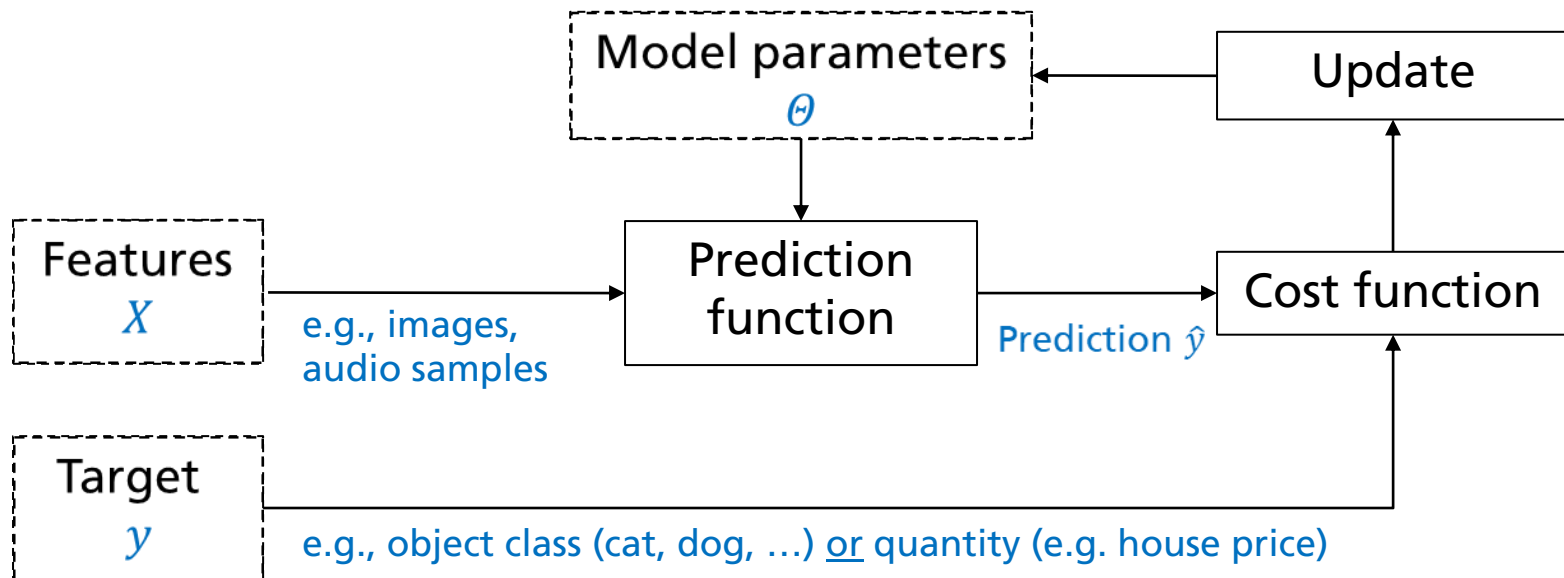 Model parameters
Θ
Update
Features
X
e.g., images,
audio samples
Prediction
function
Prediction ŷ
Cost function
Target
y
e.g., object class (cat, dog, …) or quantity (e.g. house price)